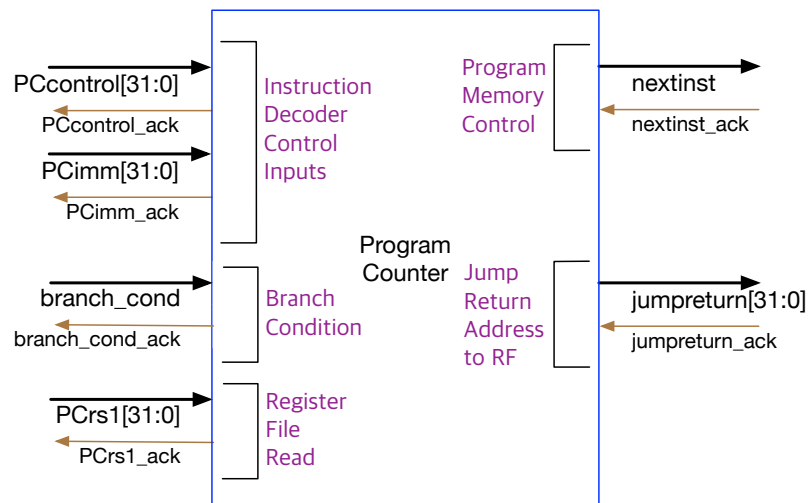 PCcontrol[31:0]
PCcontrol_ack
PCimm[31:0]
PCimm_ack
Instruction
Decoder
Control
Inputs
branch_cond
branch_cond_ack
Branch
Condition
PCrs1[31:0]
PCrs1_ack
Register
File
Read
Program
Counter
Program
Memory
Control
nextinst
nextinst_ack
Jump
Return
Address
to RF
jumpreturn[31:0]
jumpreturn_ack